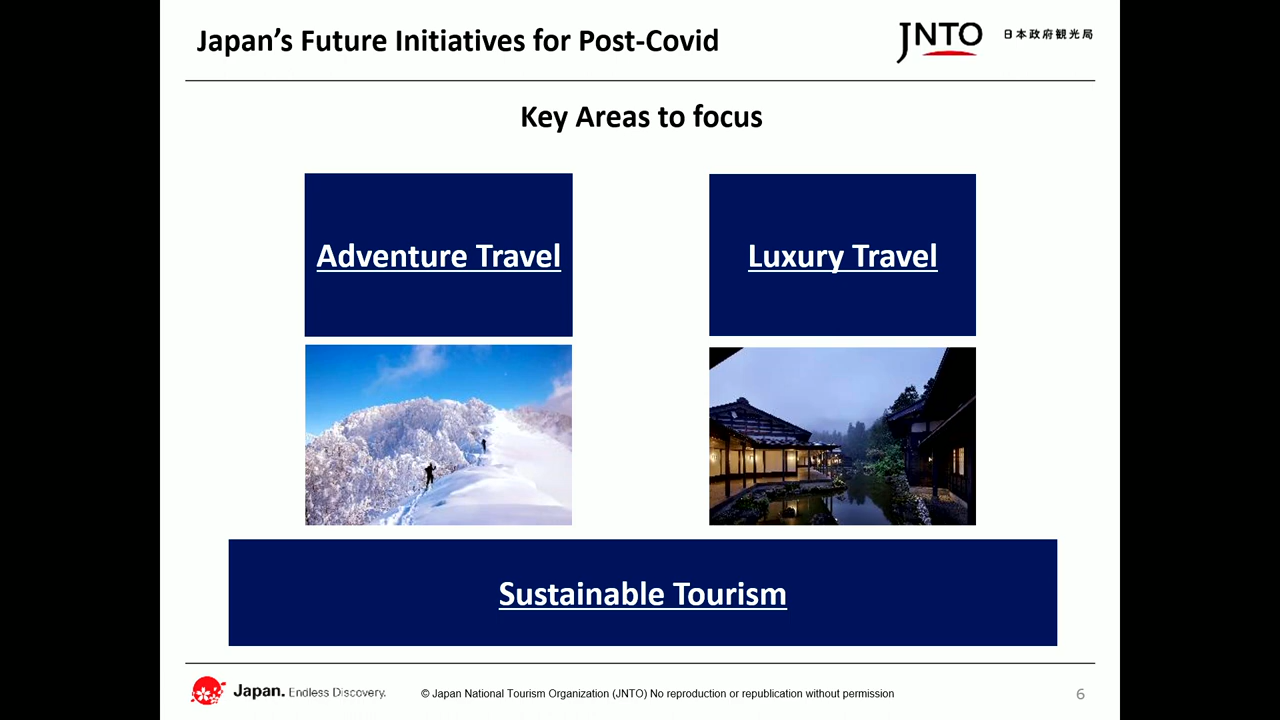 Japan's Future Initiatives for Post-Covid
JNTO 日本政府観光局
Key Areas to focus
Adventure Travel
Luxury Travel
Sustainable Tourism
Japan. Endless Discovery.
© Japan National Tourism Organization (JNTO) No reproduction or republication without permission
6